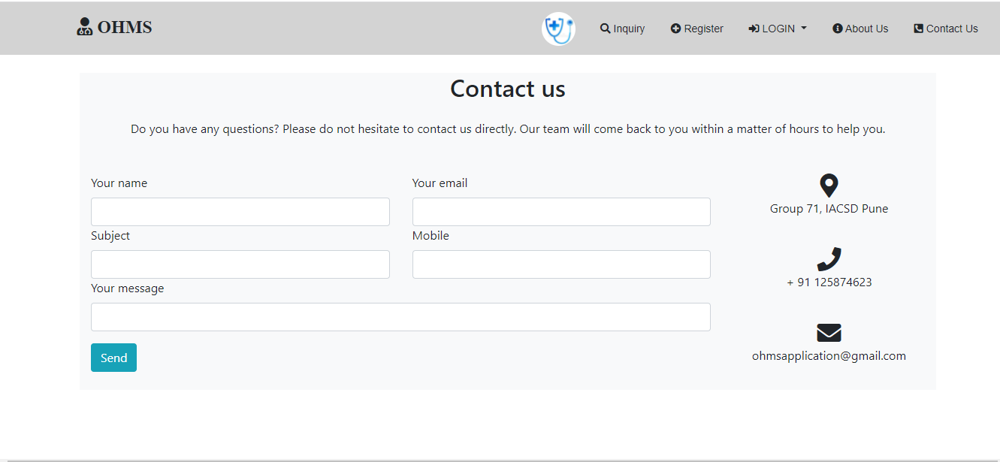 OHMS
Inquiry
Register
LOGIN
About Us
Contact Us
Contact us
Do you have any questions? Please do not hesitate to contact us directly. Our team will come back to you within a matter of hours to help you.
Your name
Your email
Subject
Mobile
Your message
Send
Group 71, IACSD Pune
+ 91 125874623
ohmsapplication@gmail.com